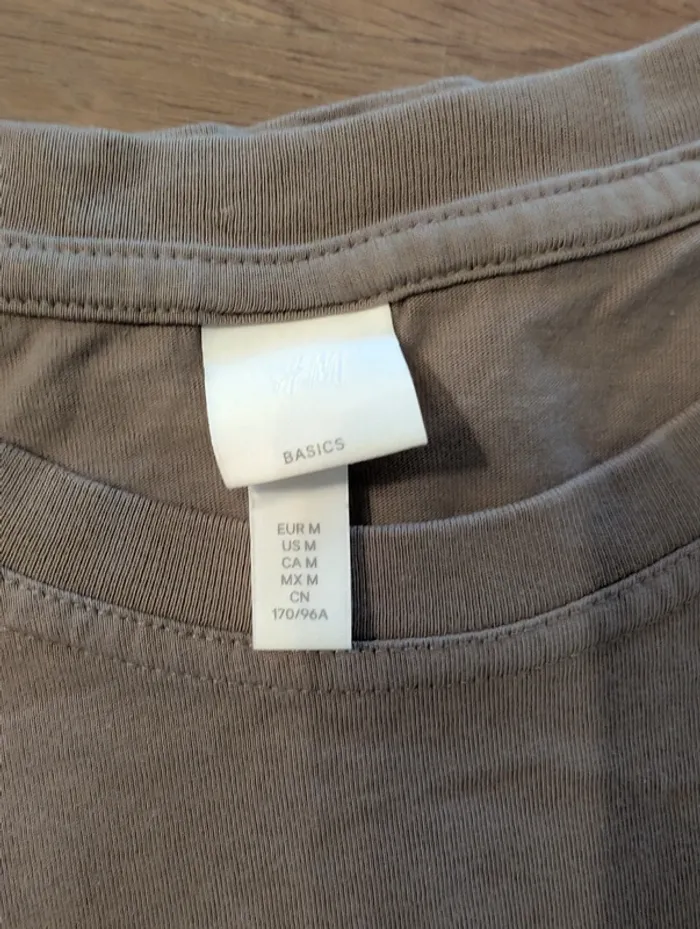 H&M
BASICS
EUR M
US M
CA M
MX M
CN
170/96A